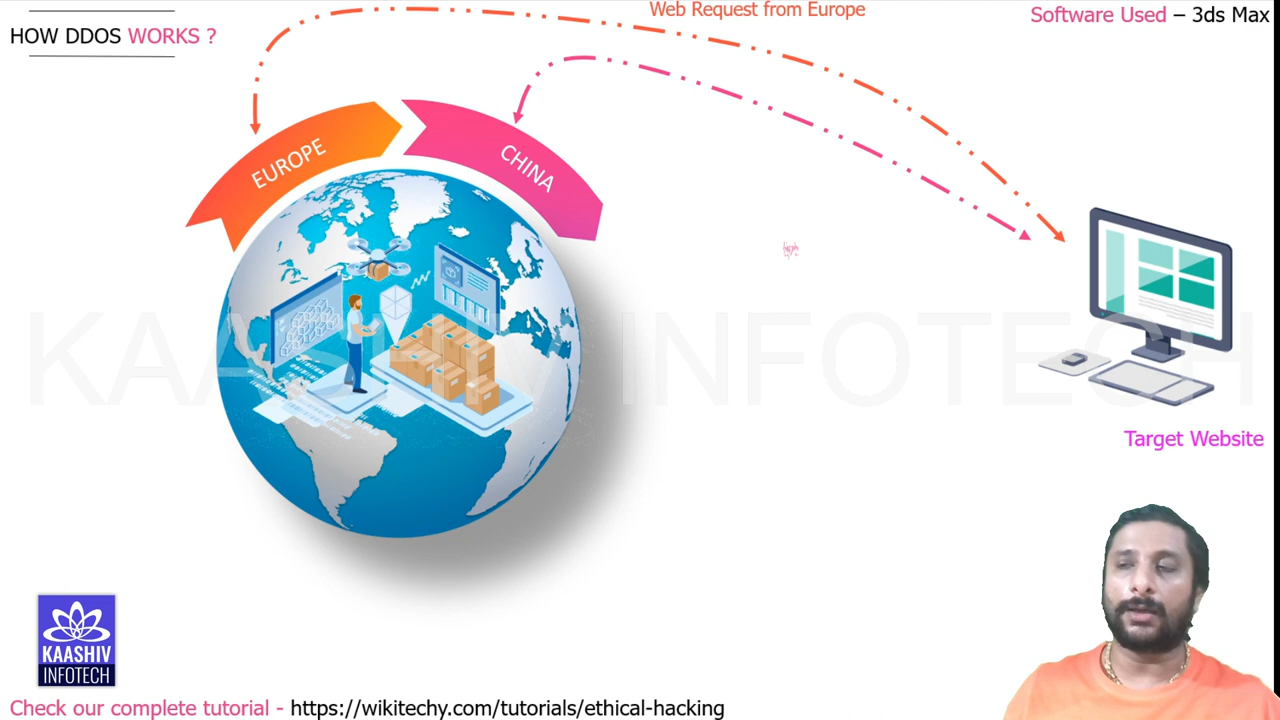 Web Request from Europe
Software Used – 3ds Max
HOW DDOS WORKS ?
EUROPE
CHINA
KAASHIV INFOTECH
Target Website
KAASHIV
INFOTECH
Check our complete tutorial - https://wikitechy.com/tutorials/ethical-hacking